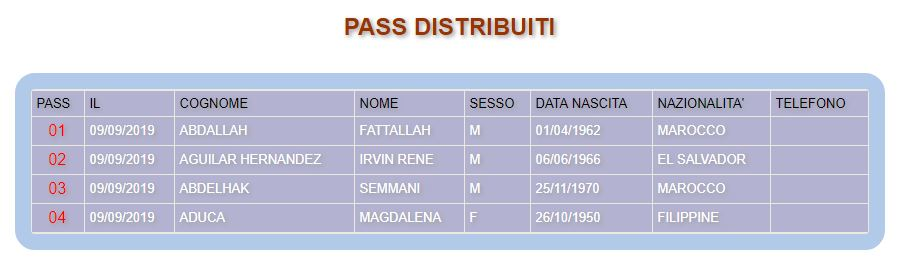 PASS DISTRIBUITI
PASS IL COGNOME NOME SESSO DATA NASCITA NAZIONALITA' TELEFONO
01 09/09/2019 ABDALLAH FATTALLAH M 01/04/1962 MAROCCO
02 09/09/2019 AGUILAR HERNANDEZ IRVIN RENE M 06/06/1966 EL SALVADOR
03 09/09/2019 ABDELHAK SEMMANI M 25/11/1970 MAROCCO
04 09/09/2019 ADUCA MAGDALENA F 26/10/1950 FILIPPINE